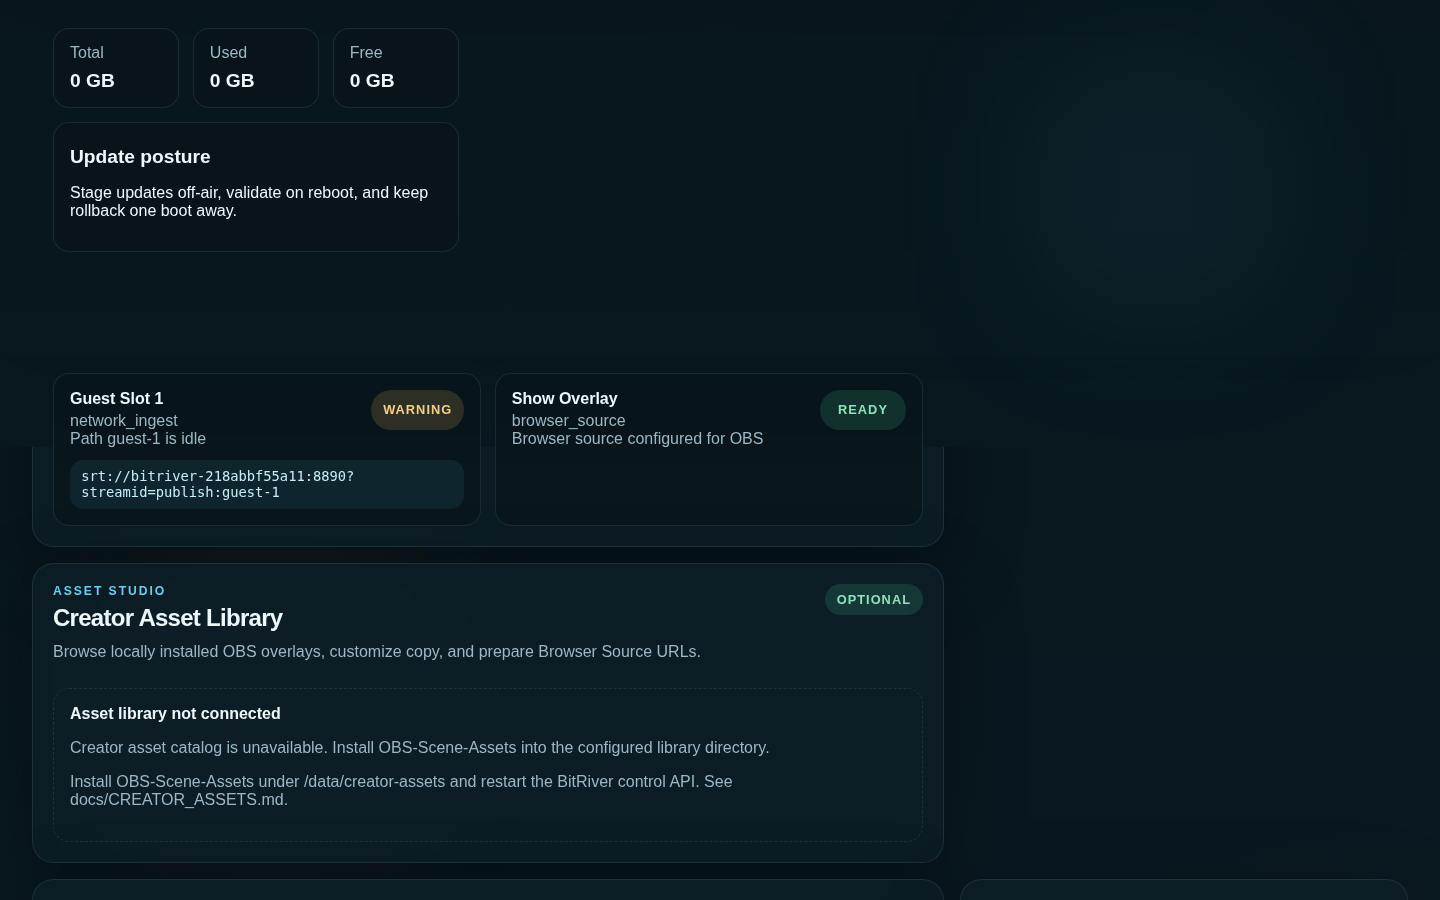 Total
0 GB
Used
0 GB
Free
0 GB
Update posture
Stage updates off-air, validate on reboot, and keep
rollback one boot away.
Guest Slot 1
network_ingest
Path guest-1 is idle
WARNING
srt://bitriver-218abbf55a11:8890?
streamid=publish:guest-1
Show Overlay
browser_source
Browser source configured for OBS
READY
ASSET STUDIO
Creator Asset Library
OPTIONAL
Browse locally installed OBS overlays, customize copy, and prepare Browser Source URLs.
Asset library not connected
Creator asset catalog is unavailable. Install OBS-Scene-Assets into the configured library directory.
Install OBS-Scene-Assets under /data/creator-assets and restart the BitRiver control API. See
docs/CREATOR_ASSETS.md.